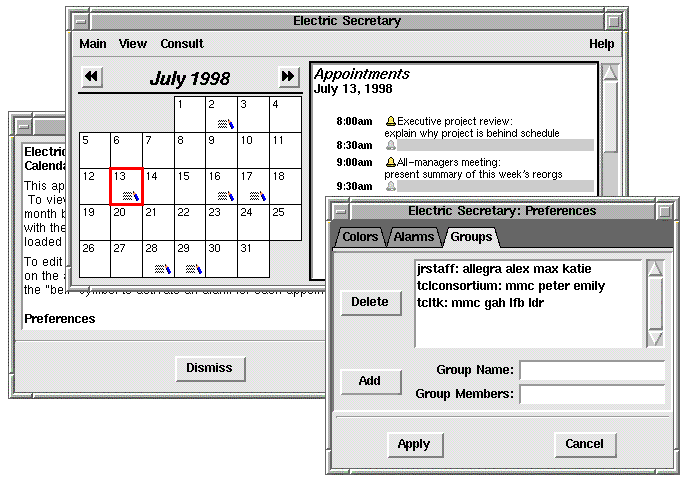 Electric Secretary
Main View Consult Help
July 1998
1 2 3 4
5 6 7 8 9 10 11
12 13 14 15 16 17 18
19 20 21 22 23 24 25
26 27 28 29 30 31
Appointments
July 13, 1998
8:00am Executive project review:
explain why project is behind schedule
8:30am
9:00am All-managers meeting:
present summary of this week's reorgs
9:30am
Electric
Calenda
This ap
To view
month b
with the
loaded
To edit
on the a
the "bell" symbol to activate an alarm for each appoin
Preferences
Dismiss
Electric Secretary: Preferences
Colors Alarms Groups
jrstaff: allegra alex max katie
tclconsortium: mmc peter emily
tcltk: mmc gah lfb ldr
Delete
Add
Group Name:
Group Members:
Apply Cancel